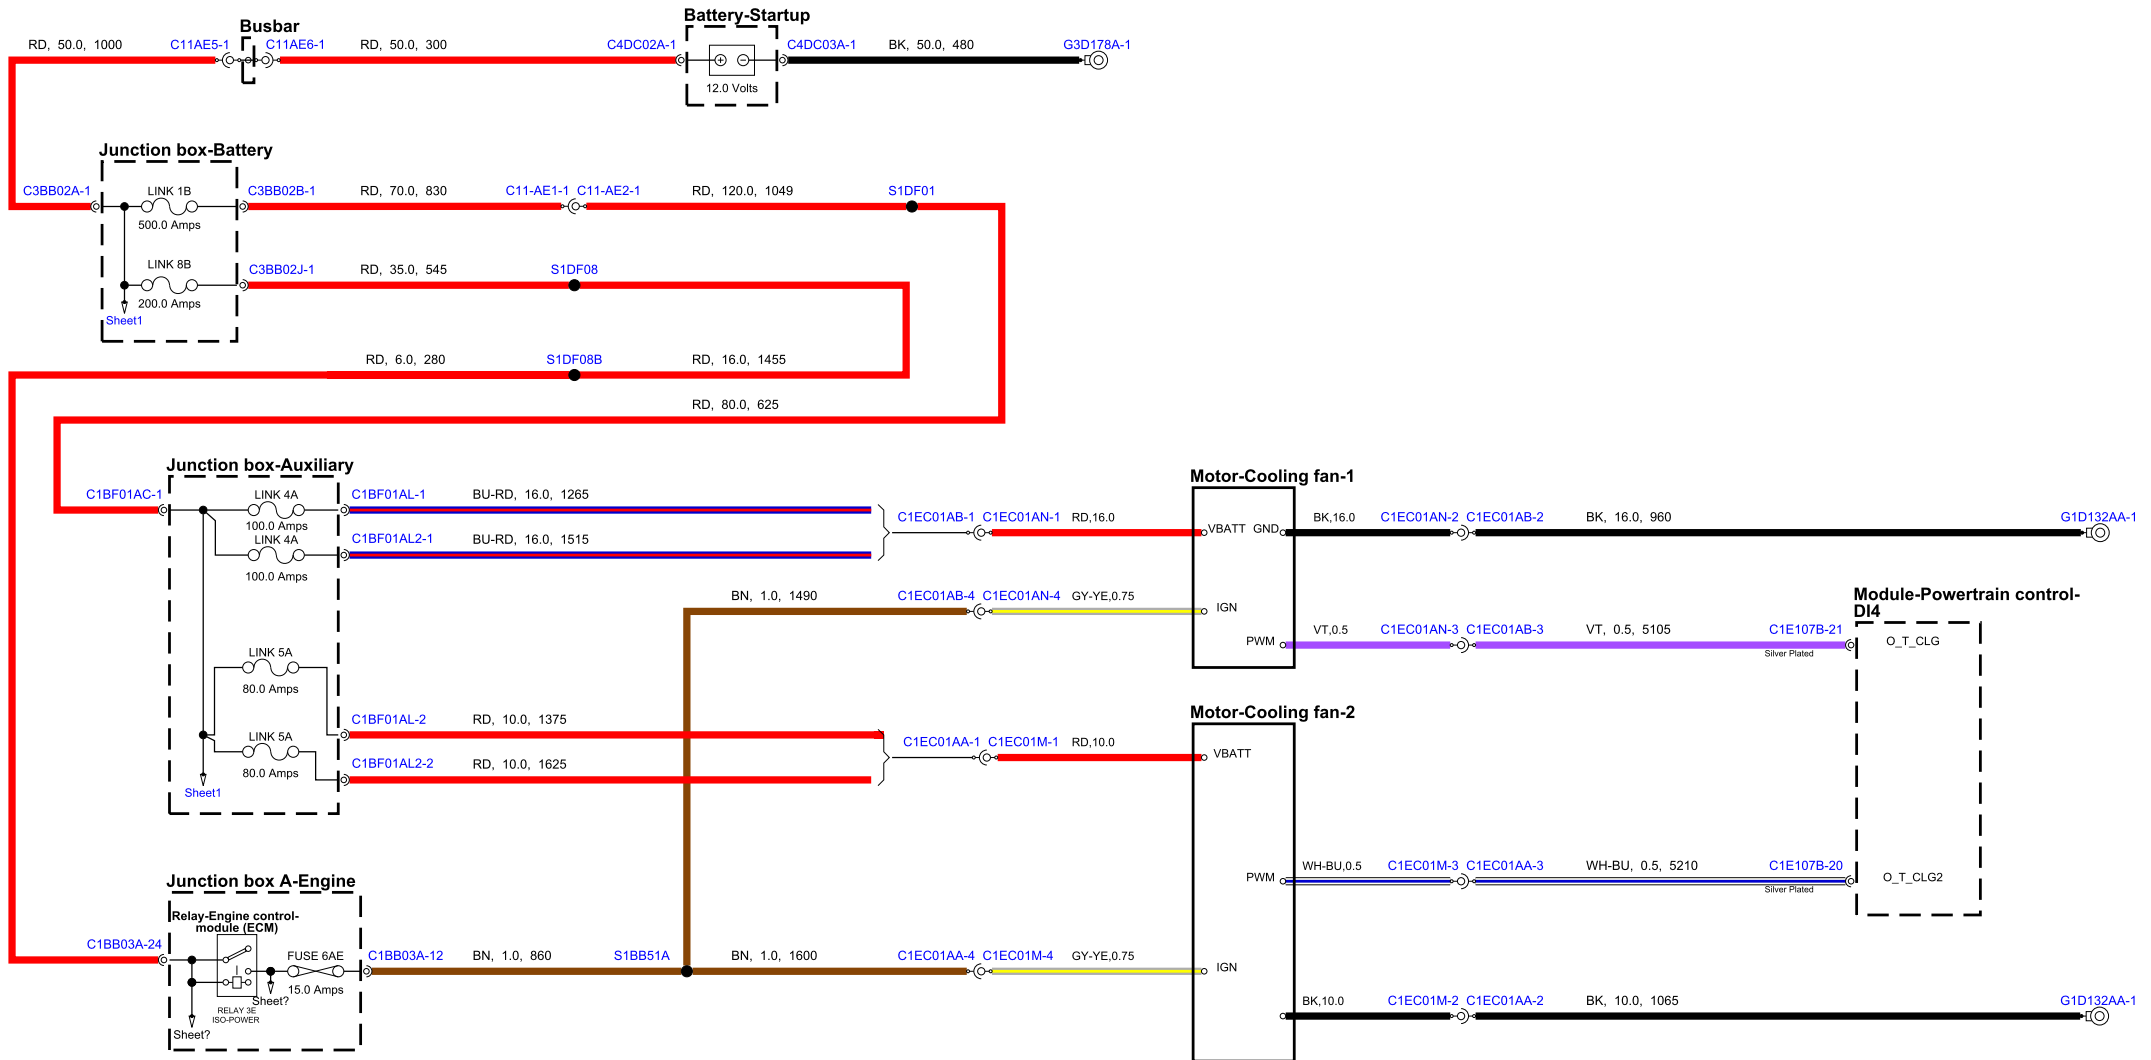 Busbar
Battery-Startup
RD, 50.0, 1000
C11AE5-1
C11AE6-1
RD, 50.0, 300
C4DC02A-1
C4DC03A-1
BK, 50.0, 480
G3D178A-1
12.0 Volts
Junction box-Battery
C3BB02A-1
LINK 1B
500.0 Amps
C3BB02B-1
RD, 70.0, 830
C11-AE1-1
C11-AE2-1
RD, 120.0, 1049
S1DF01
LINK 8B
200.0 Amps
C3BB02J-1
RD, 35.0, 545
S1DF08
Sheet1
RD, 6.0, 280
S1DF08B
RD, 16.0, 1455
RD, 80.0, 625
Junction box-Auxiliary
C1BF01AC-1
LINK 4A
100.0 Amps
LINK 4A
100.0 Amps
C1BF01AL-1
BU-RD, 16.0, 1265
C1BF01AL2-1
BU-RD, 16.0, 1515
C1EC01AB-1
C1EC01AN-1
RD,16.0
Motor-Cooling fan-1
VBATT
GND
IGN
PWM
BK,16.0
C1EC01AN-2
C1EC01AB-2
BK, 16.0, 960
G1D132AA-1
BN, 1.0, 1490
C1EC01AB-4
C1EC01AN-4
GY-YE,0.75
VT,0.5
C1EC01AN-3
C1EC01AB-3
VT, 0.5, 5105
C1E107B-21
Silver Plated
Module-Powertrain control-
DI4
O_T_CLG
LINK 5A
80.0 Amps
LINK 5A
80.0 Amps
C1BF01AL-2
RD, 10.0, 1375
C1BF01AL2-2
RD, 10.0, 1625
Sheet1
C1EC01AA-1
C1EC01M-1
RD,10.0
Motor-Cooling fan-2
VBATT
PWM
IGN
WH-BU,0.5
C1EC01M-3
C1EC01AA-3
WH-BU, 0.5, 5210
C1E107B-20
Silver Plated
O_T_CLG2
Junction box A-Engine
Relay-Engine control-
module (ECM)
C1BB03A-24
FUSE 6AE
15.0 Amps
Sheet?
RELAY 3E
ISO-POWER
Sheet?
C1BB03A-12
BN, 1.0, 860
S1BB51A
BN, 1.0, 1600
C1EC01AA-4
C1EC01M-4
GY-YE,0.75
BK,10.0
C1EC01M-2
C1EC01AA-2
BK, 10.0, 1065
G1D132AA-1